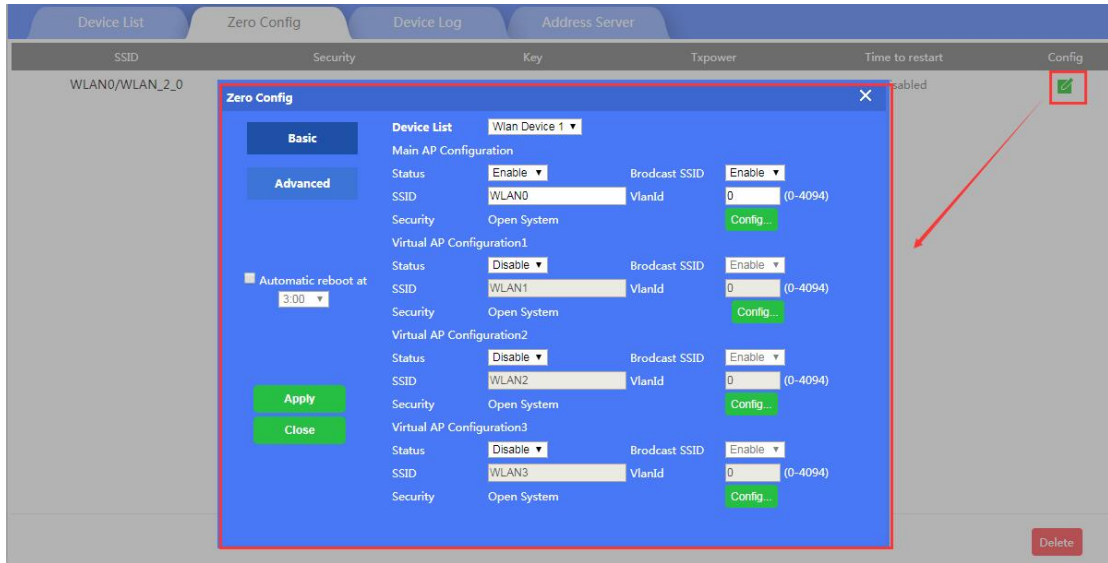 Device List Zero Config Device Log Address Server
SSID Security Key Txpower Time to restart Config
WLAN0/WLAN_2_0 sabled
Zero Config ×
Basic
Advanced
Automatic reboot at
3:00
Apply
Close
Device List Wlan Device 1
Main AP Configuration
Status Enable Brodcast SSID Enable
SSID WLAN0 VlanId 0 (0-4094)
Security Open System Config...
Virtual AP Configuration1
Status Disable Brodcast SSID Enable
SSID WLAN1 VlanId 0 (0-4094)
Security Open System Config...
Virtual AP Configuration2
Status Disable Brodcast SSID Enable
SSID WLAN2 VlanId 0 (0-4094)
Security Open System Config...
Virtual AP Configuration3
Status Disable Brodcast SSID Enable
SSID WLAN3 VlanId 0 (0-4094)
Security Open System Config...
Delete